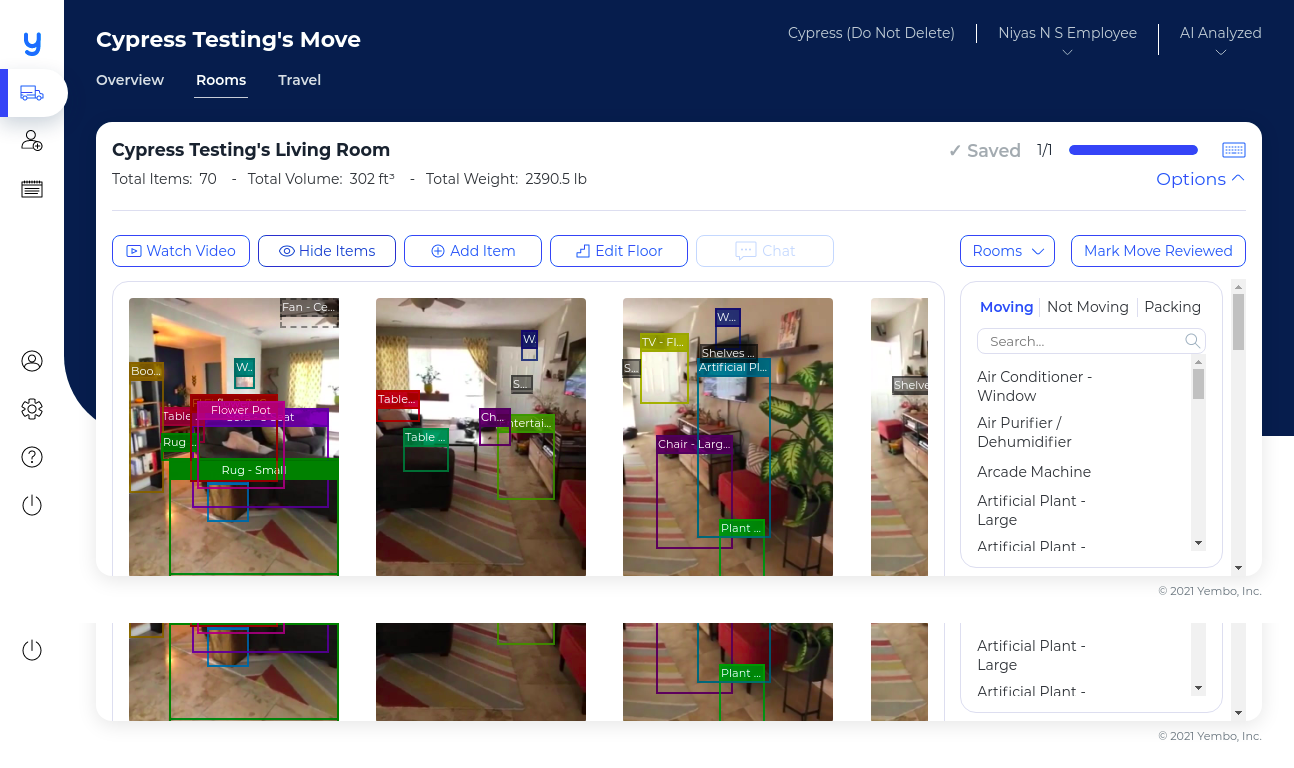 y
Cypress Testing's Move
Cypress (Do Not Delete)
Niyas N S Employee
AI Analyzed
Overview
Rooms
Travel
Cypress Testing's Living Room
✓ Saved
1/1
Total Items: 70 - Total Volume: 302 ft³ - Total Weight: 2390.5 lb
Options
Watch Video
Hide Items
Add Item
Edit Floor
Chat
Rooms
Mark Move Reviewed
Fan - Ce...
Boo...
W...
Table
Flower Pot
Rug ...
Rug - Small
W.
S...
Table...
Ch...
ntertai...
Table ...
W...
TV - Fl...
Shelves ...
S...
Artificial Pl...
Chair - Larg...
Plant ...
Shelve
Moving
Not Moving
Packing
Search...
Air Conditioner -
Window
Air Purifier /
Dehumidifier
Arcade Machine
Artificial Plant -
Large
Artificial Plant -
© 2021 Yembo, Inc.
Plant ...
Artificial Plant -
Large
Artificial Plant -
© 2021 Yembo, Inc.